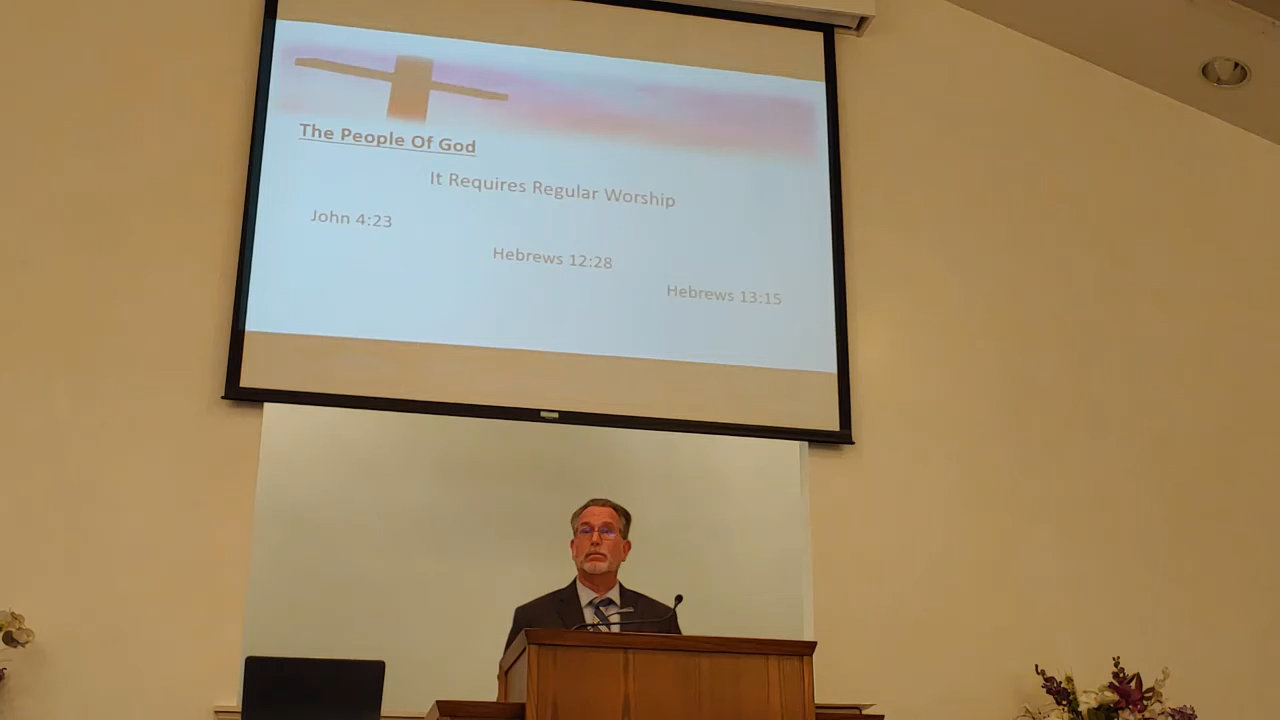 The People Of God
It Requires Regular Worship
John 4:23
Hebrews 12:28
Hebrews 13:15